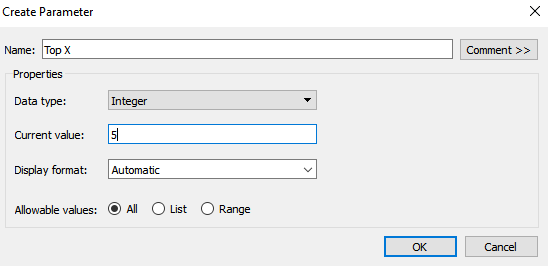 Create Parameter
Name: Top X Comment >>
Properties
Data type: Integer
Current value: 5
Display format: Automatic
Allowable values: All List Range
OK Cancel